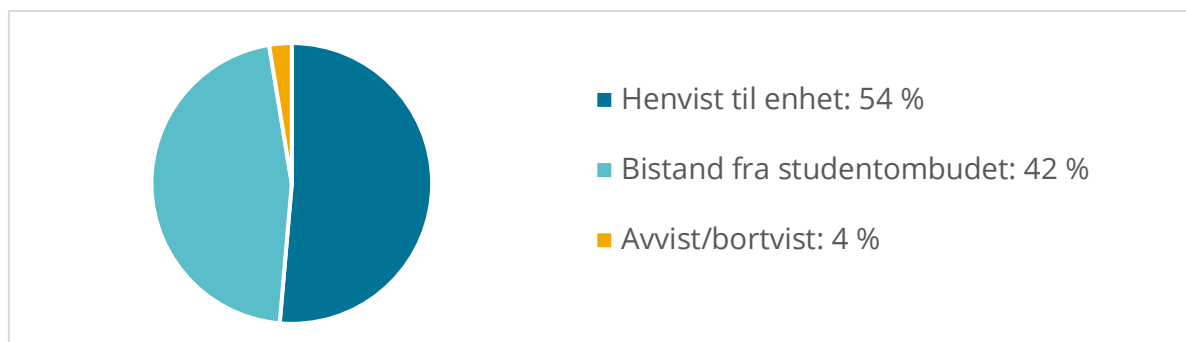 Henvist til enhet: 54 %
Bistand fra studentombudet: 42 %
Avvist/bortvist: 4 %